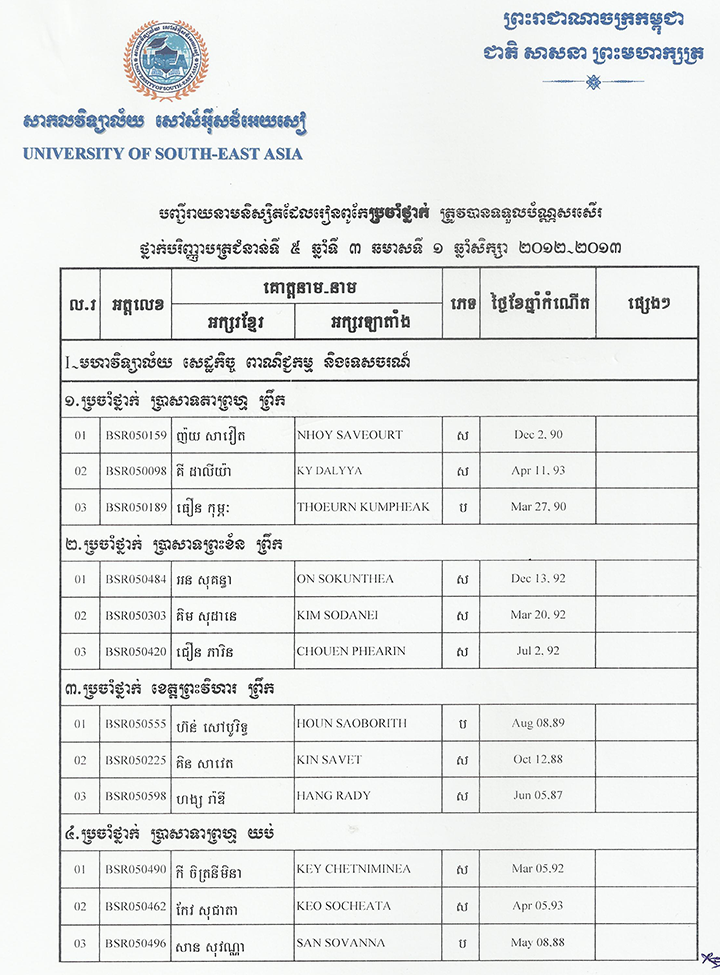 ព្រះរាជាណាចក្រកម្ពុជា
ជាតិ សាសនា ព្រះមហាក្សត្រ
សាកលវិទ្យាល័យ សៅស៍អ៊ីសថ៍អេយសៀ
UNIVERSITY OF SOUTH-EAST ASIA
បញ្ជីរាយនាមនិស្សិតដែលរៀនពូកែប្រចាំថ្នាក់ ត្រូវបានទទួលប័ណ្ណសរសើរ
ថ្នាក់បរិញ្ញាបត្រជំនាន់ទី ៥ ឆ្នាំទី ៣ ឆមាសទី ១ ឆ្នាំសិក្សា ២០១២-២០១៣
ល.រ អត្តលេខ គោត្តនាម-នាម ភេទ ថ្ងៃខែឆ្នាំកំណើត ផ្សេងៗ
អក្សរខ្មែរ អក្សរឡាតាំង
I-មហាវិទ្យាល័យ សេដ្ឋកិច្ច ពាណិជ្ជកម្ម និងទេសចរណ៍
១.ប្រចាំថ្នាក់ ប្រាសាទតាព្រហ្ម ព្រឹក
01 BSR050159 ញ៉យ សាវឿត NHOY SAVEOURT ស Dec 2, 90
02 BSR050098 គី ដាលីយ៉ា KY DALYYA ស Apr 11, 93
03 BSR050189 ធឿន កុម្ភៈ THOEURN KUMPHEAK ប Mar 27, 90
២.ប្រចាំថ្នាក់ ប្រាសាទព្រះខ័ន ព្រឹក
01 BSR050484 អន សុគន្ធា ON SOKUNTHEA ស Dec 13, 92
02 BSR050303 គិម សុដានេ KIM SODANEI ស Mar 20, 92
03 BSR050420 ជឿន ភារិន CHOUEN PHEARIN ស Jul 2, 92
៣.ប្រចាំថ្នាក់ ខេត្តព្រះវិហារ ព្រឹក
01 BSR050555 ហ៊ន់ សៅបូរិទ្ធ HOUN SAOBORITH ប Aug 08,89
02 BSR050225 គិន សាវេត KIN SAVET ស Oct 12,88
03 BSR050598 ហង្ស រ៉ាឌី HANG RADY ស Jun 05,87
៤.ប្រចាំថ្នាក់ ប្រាសាទតាព្រហ្ម យប់
01 BSR050490 កី ចិត្រនីមិនា KEY CHETNIMINEA ស Mar 05,92
02 BSR050462 កែវ សុជាតា KEO SOCHEATA ស Apr 05,93
03 BSR050496 សាន សុវណ្ណា SAN SOVANNA ប May 08,88